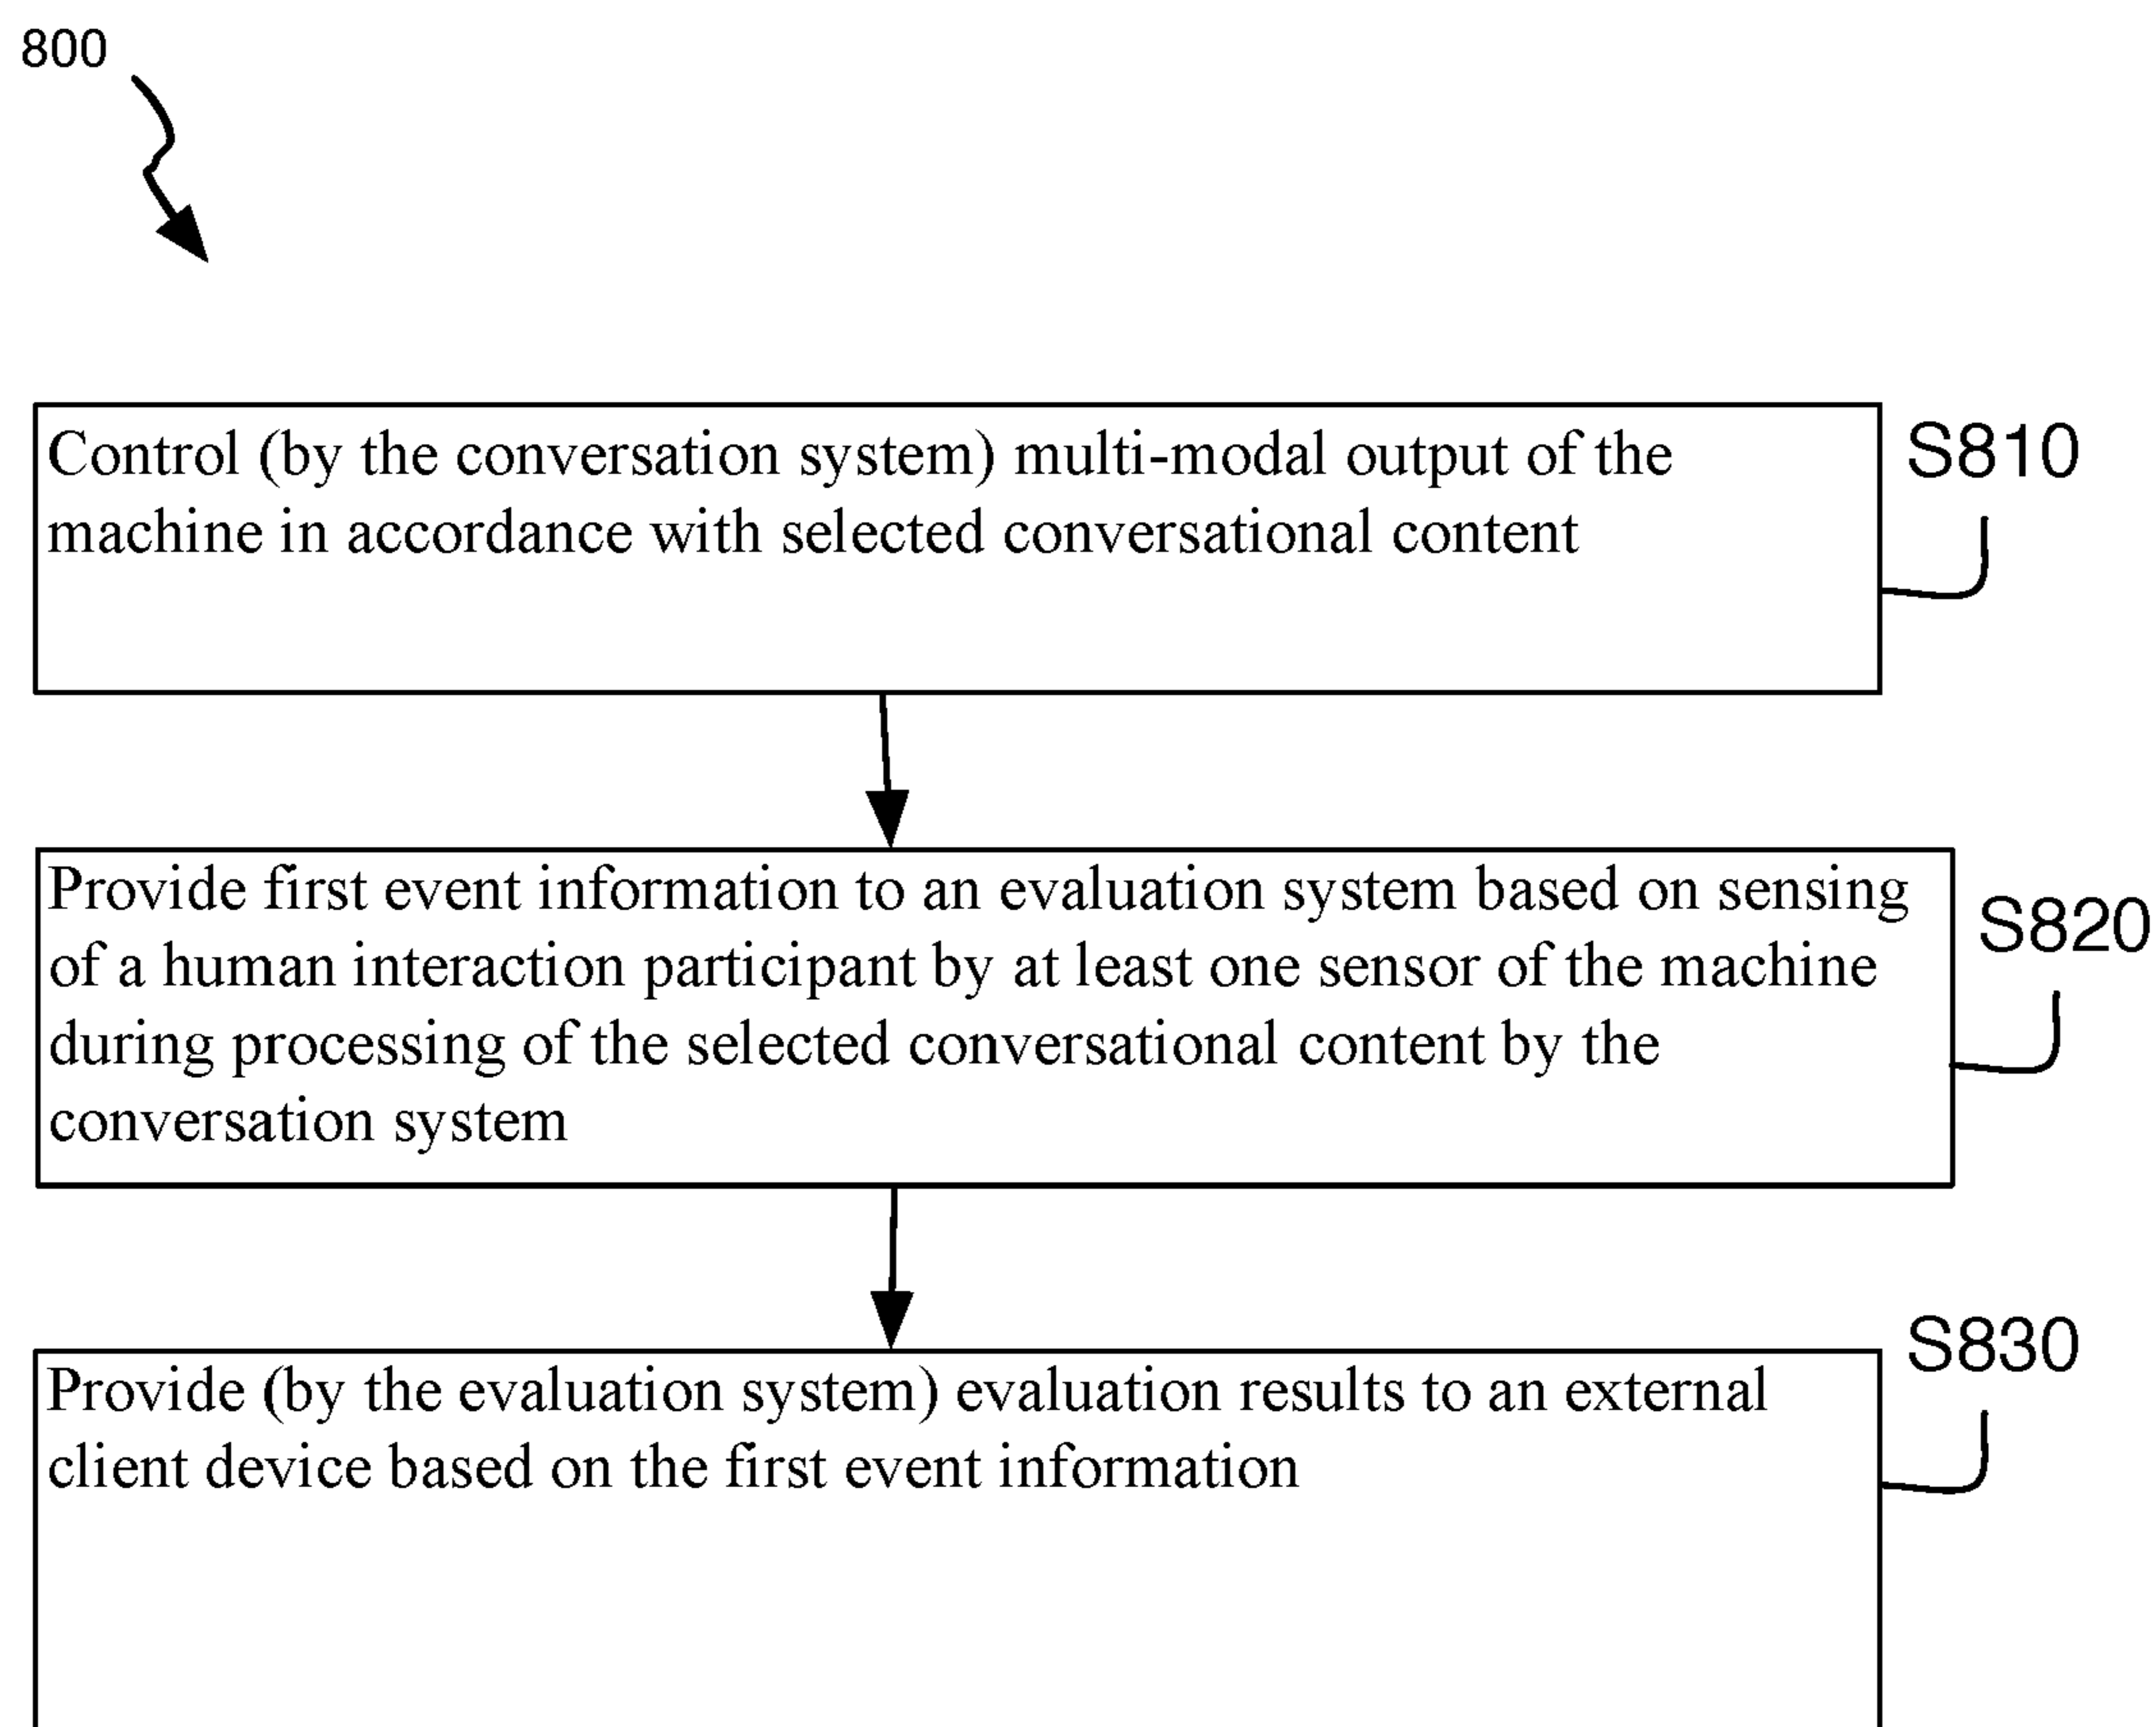 800
Control (by the conversation system) multi-modal output of the
machine in accordance with selected conversational content
S810
Provide first event information to an evaluation system based on sensing
of a human interaction participant by at least one sensor of the machine
during processing of the selected conversational content by the
conversation system
S820
Provide (by the evaluation system) evaluation results to an external
client device based on the first event information
S830